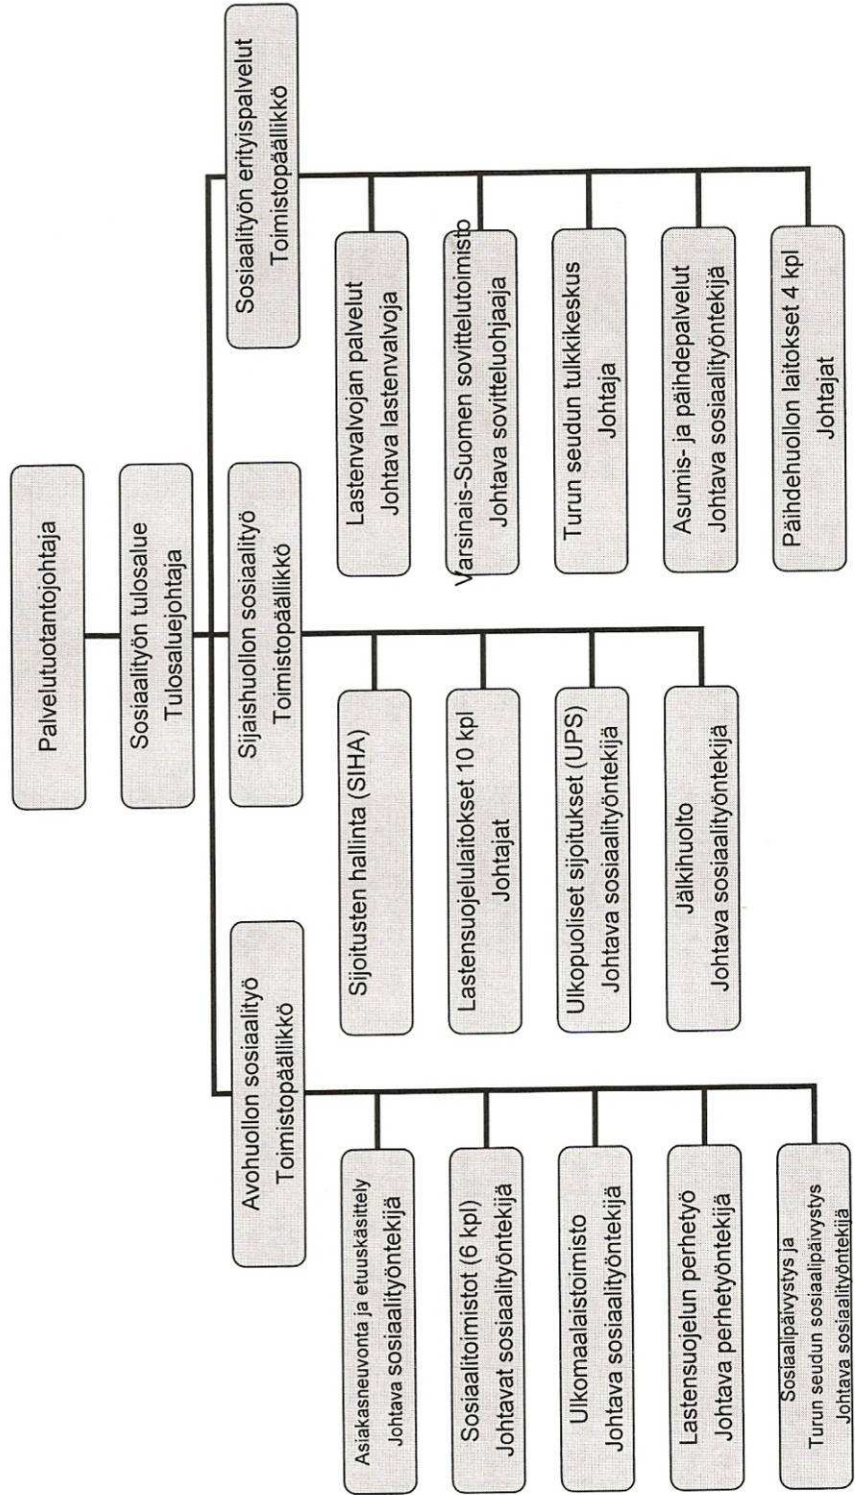 Palvelutuotantojohtaja
Sosiaalityön tulosalue
Tulosaluejohtaja
Avohuollon sosiaalityö
Toimistopäällikkö
Asiakasneuvonta ja etuuskäsittely
Johtava sosiaalityöntekijä
Sosiaalitoimistot (6 kpl)
Johtavat sosiaalityöntekijä
Ulkomaalaistoimisto
Johtava sosiaalityöntekijä
Lastensuojelun perhetyö
Johtava perhetyöntekijä
Sosiaalipäivystys ja
Turun seudun sosiaalipäivystys
Johtava sosiaalityöntekijä
Sijaishuollon sosiaalityö
Toimistopäällikkö
Sijoitusten hallinta (SIHA)
Lastensuojelulaitokset 10 kpl
Johtajat
Ulkopuoliset sijoitukset (UPS)
Johtava sosiaalityöntekijä
Jälkihuolto
Johtava sosiaalityöntekijä
Sosiaalityön erityispalvelut
Toimistopäällikkö
Lastenvalvojan palvelut
Johtava lastenvalvoja
Varsinais-Suomen sovittelutoimisto
Johtava sovitteluohjaaja
Turun seudun tulkkikeskus
Johtaja
Asumis- ja päihdepalvelut
Johtava sosiaalityöntekijä
Päihdehuollon laitokset 4 kpl
Johtajat